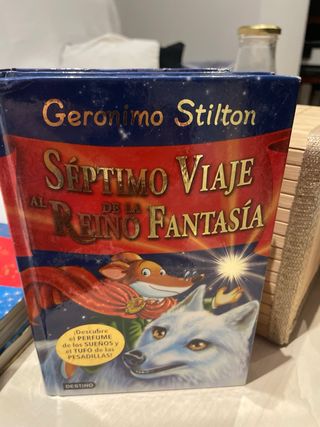 Geronimo Stilton
SÉPTIMO VIAJE
AL REINO DE LA FANTASÍA
¡Descubre
el PERFUME
de los SUEÑOS y
el TUFO de las
PESADILLAS!
DESTINO